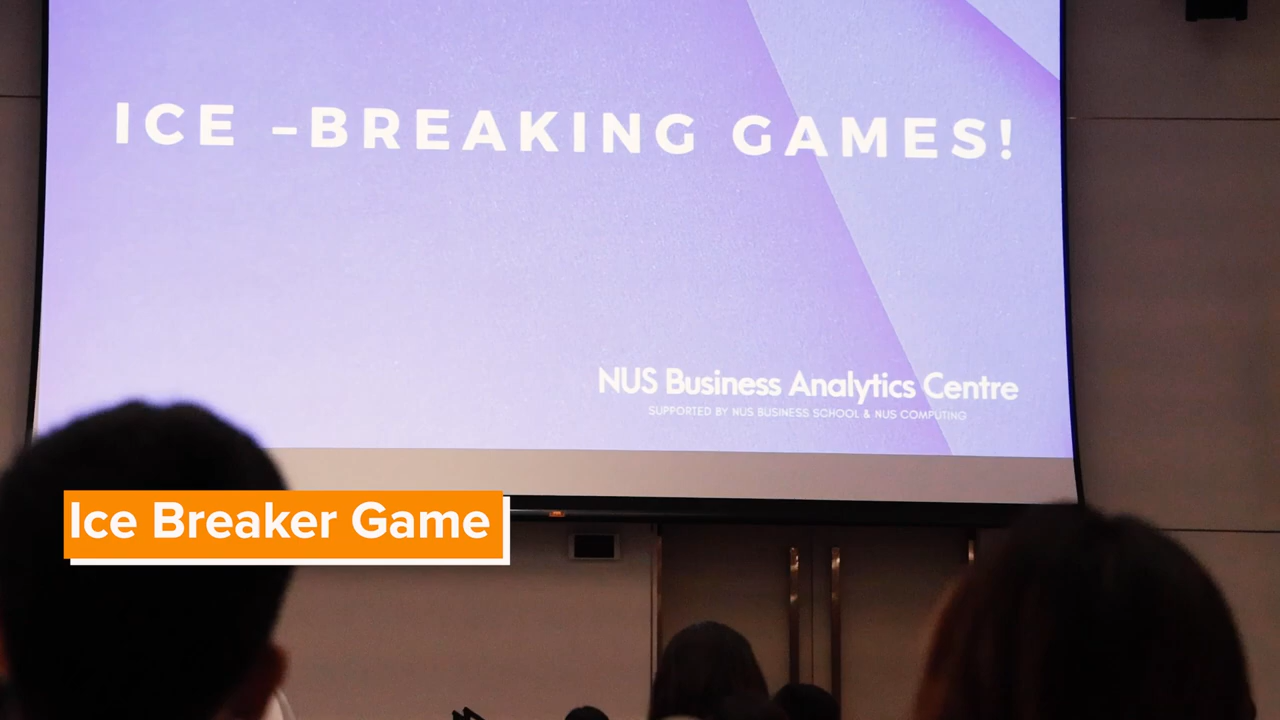 ICE –BREAKING GAMES!
NUS Business Analytics Centre
SUPPORTED BY NUS BUSINESS SCHOOL & NUS COMPUTING
Ice Breaker Game